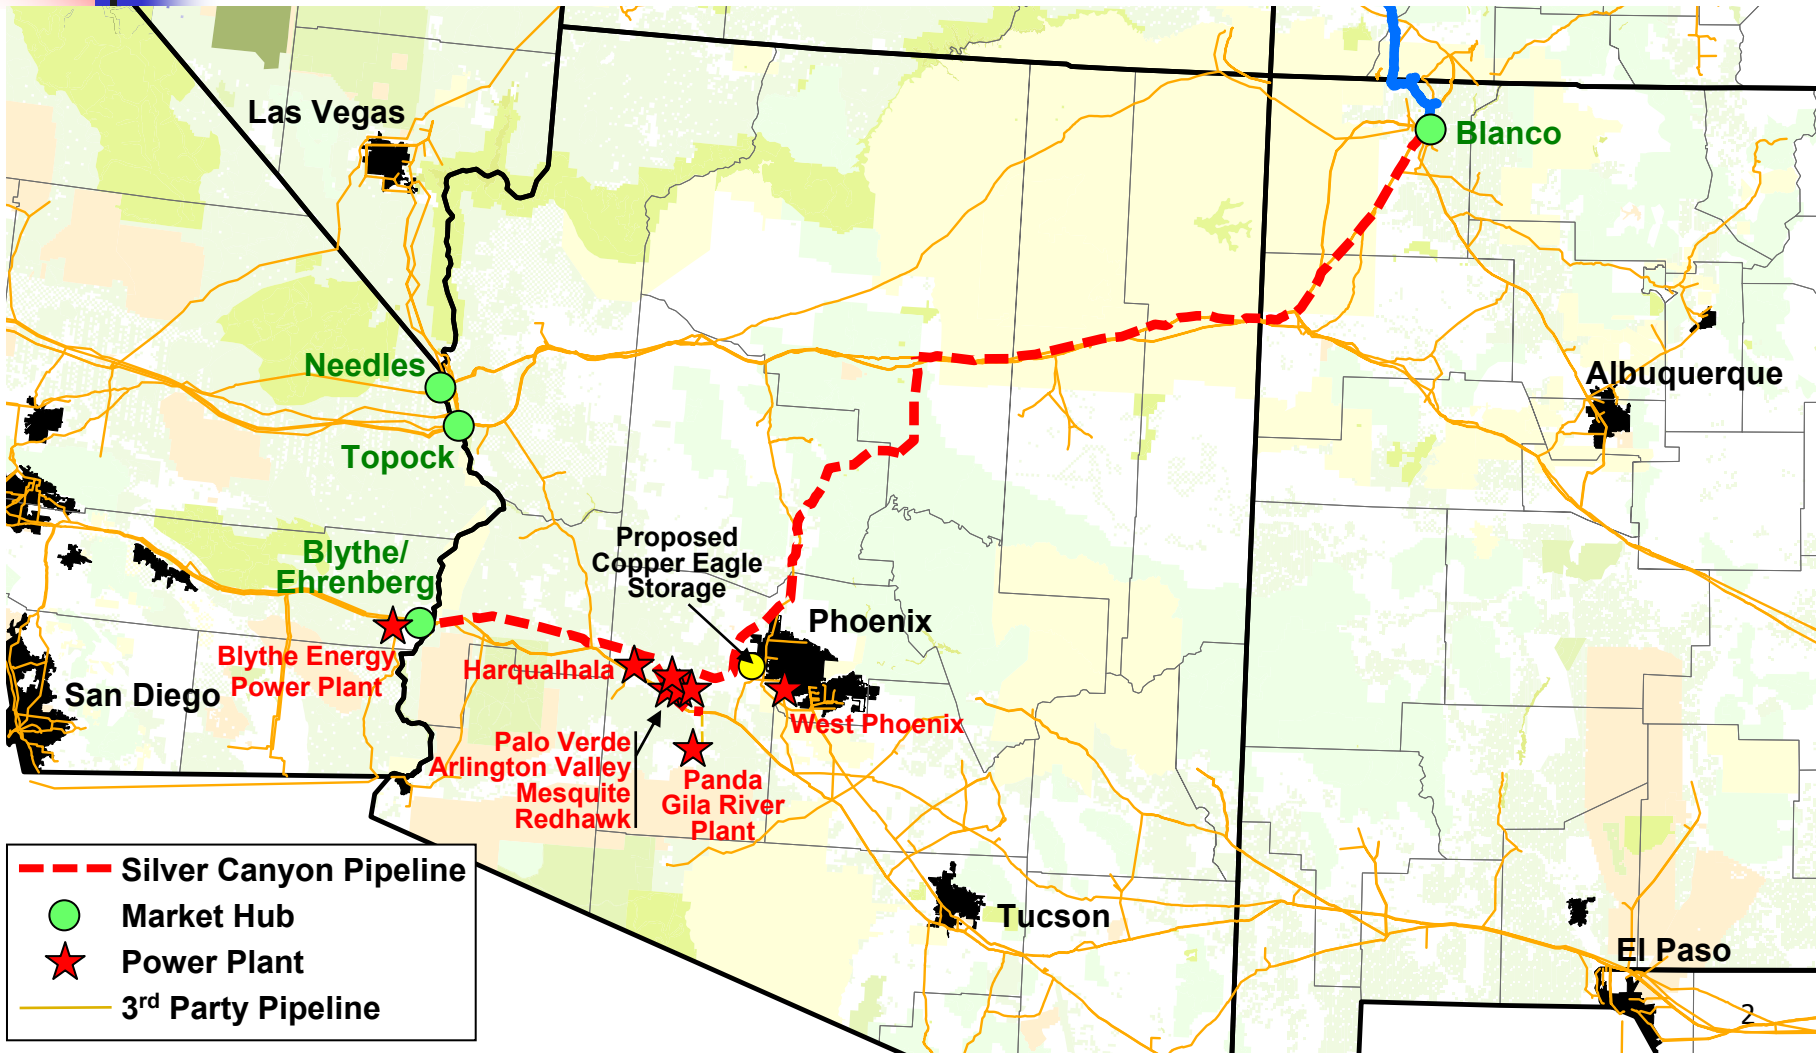 Las Vegas
Blanco
Needles
Albuquerque
Topock
Proposed
Copper Eagle
Storage
Blythe/
Ehrenberg
Phoenix
Blythe Energy
Power Plant
Harqualhala
San Diego
West Phoenix
Palo Verde
Arlington Valley
Mesquite
Redhawk
Panda
Gila River
Plant
Silver Canyon Pipeline
Market Hub
Power Plant
3rd Party Pipeline
Tucson
El Paso
2